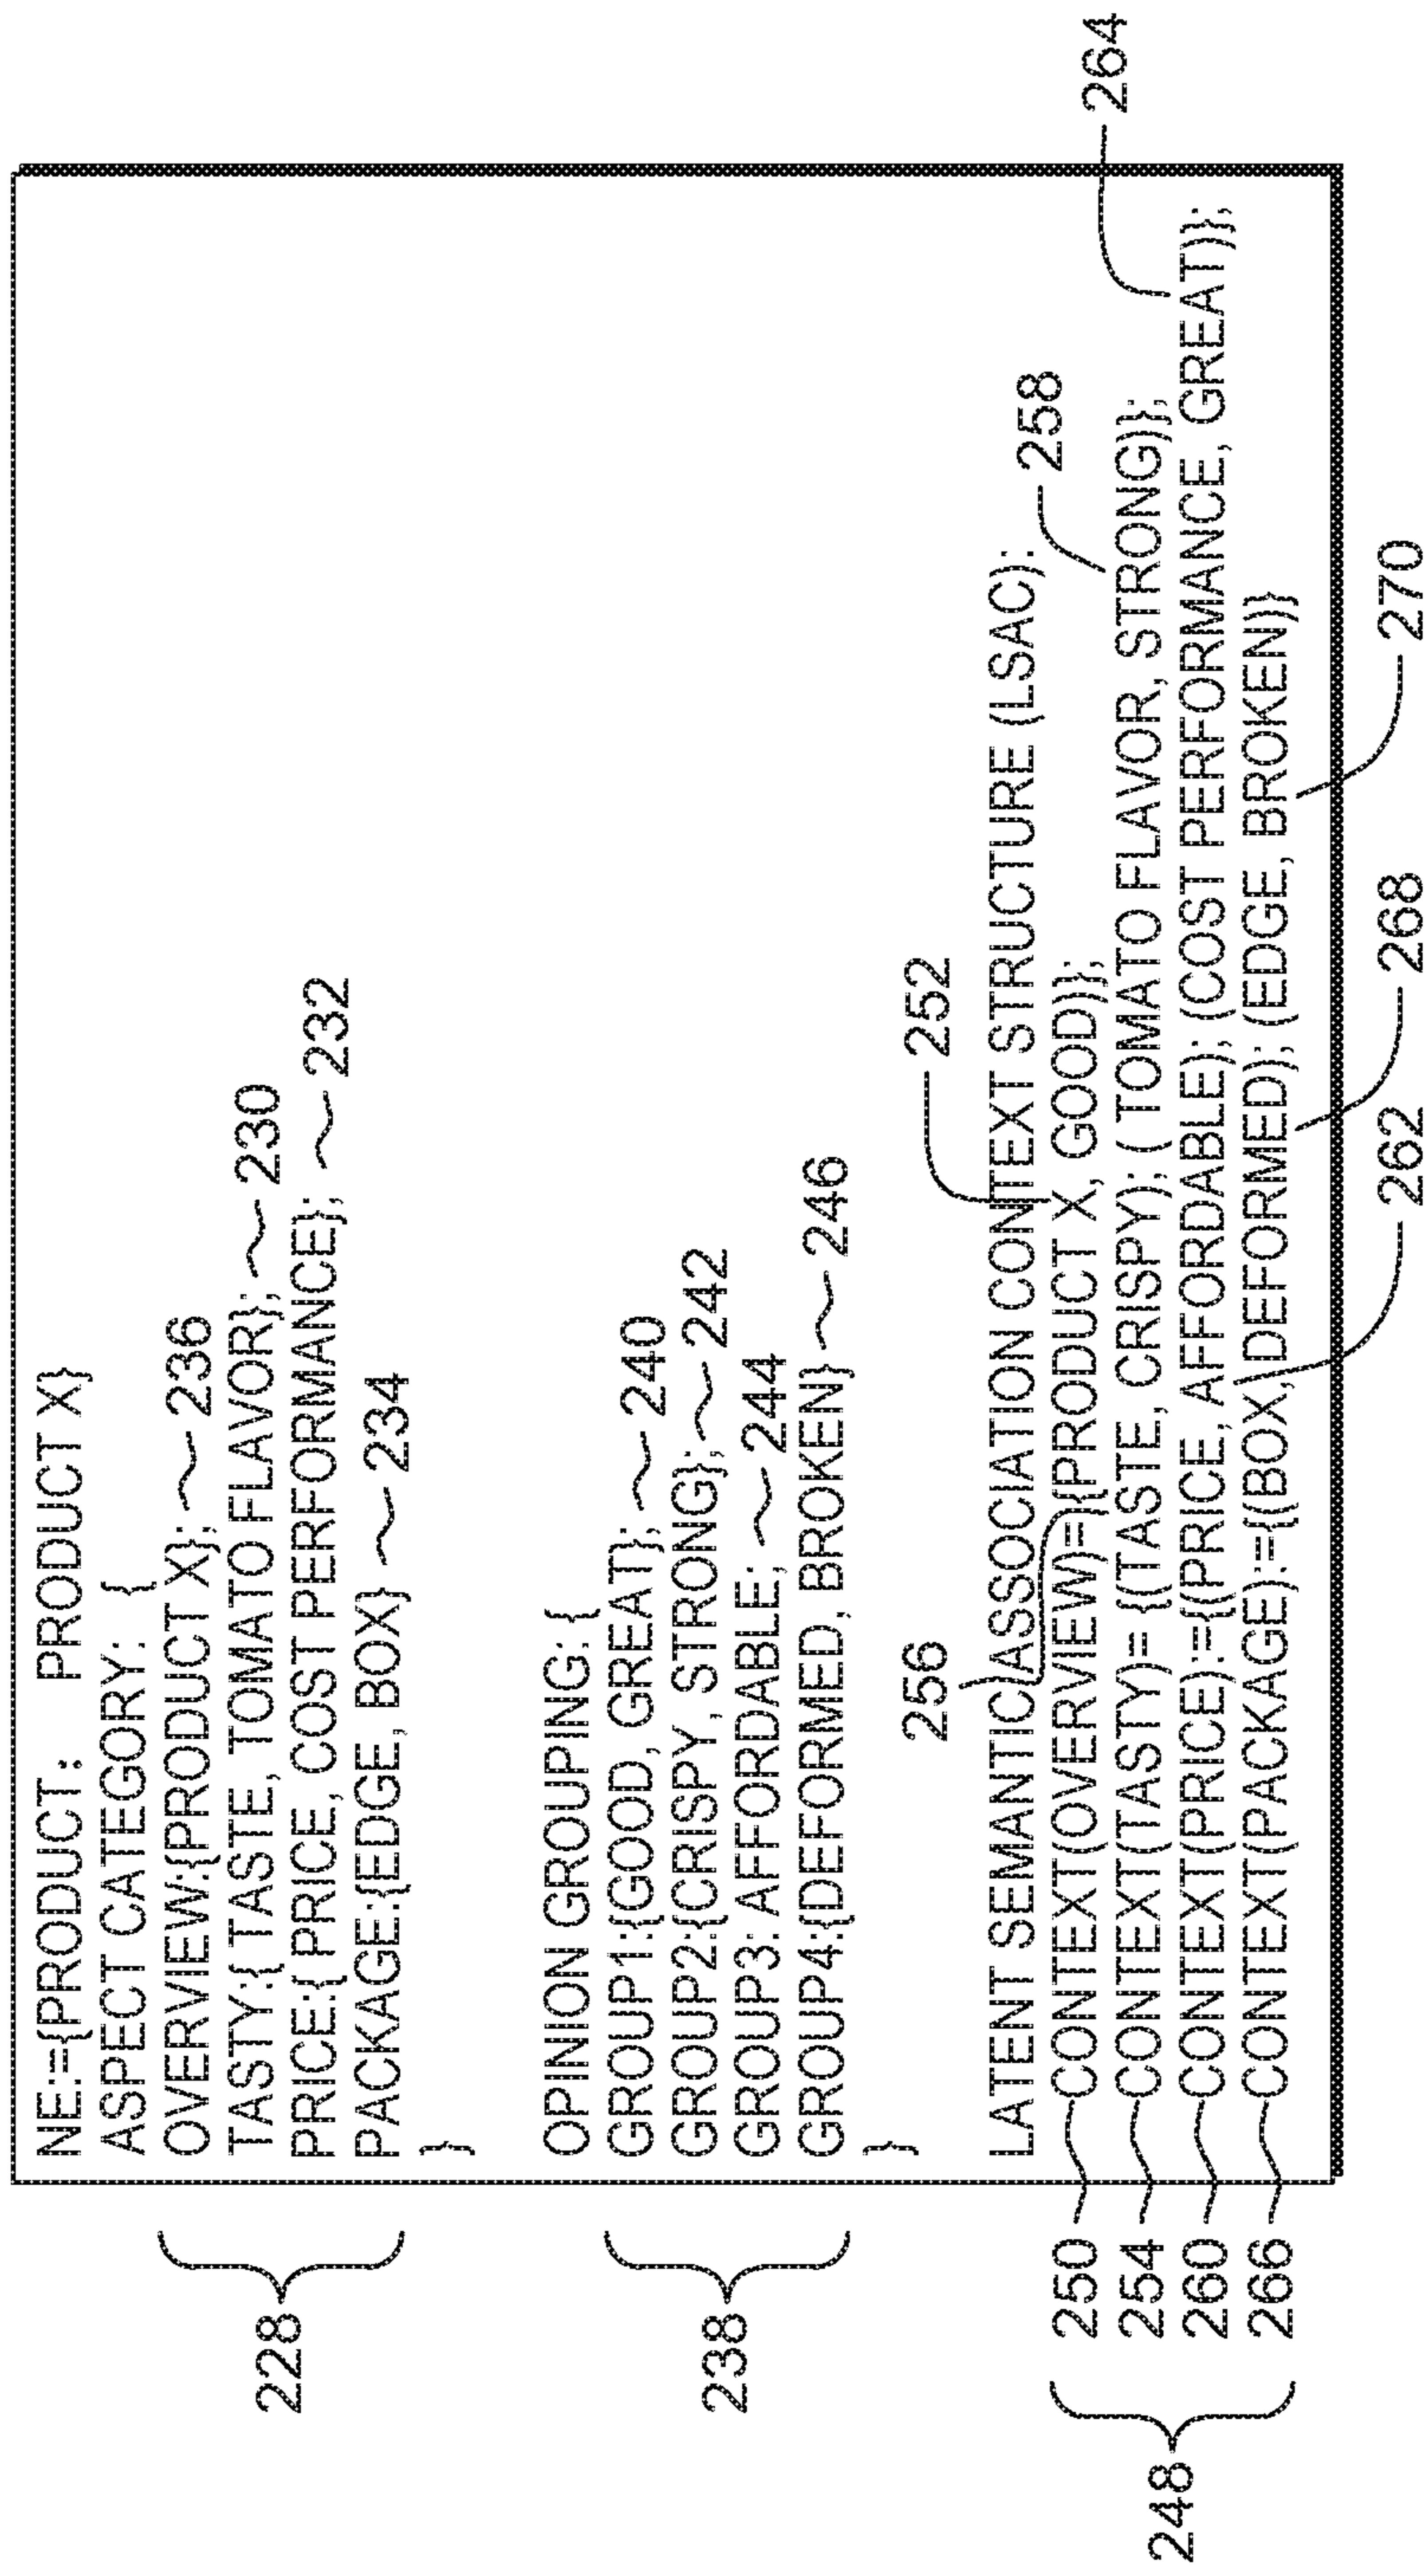 NE:={PRODUCT: PRODUCT X}
ASPECT CATEGORY: {
OVERVIEW:{PRODUCT X}; 236
TASTY:{ TASTE, TOMATO FLAVOR}; 230
PRICE:{ PRICE, COST PERFORMANCE}; 232
PACKAGE:{EDGE, BOX} 234
}
228
OPINION GROUPING: {
GROUP1:{GOOD, GREAT}; 240
GROUP2:{CRISPY, STRONG}; 242
GROUP3: AFFORDABLE; 244
GROUP4:{DEFORMED, BROKEN} 246
}
238
256 252
LATENT SEMANTIC ASSOCIATION CONTEXT STRUCTURE (LSAC):
258
264
250 CONTEXT(OVERVIEW)={(PRODUCT X, GOOD)};
254 CONTEXT(TASTY)= {(TASTE, CRISPY); ( TOMATO FLAVOR, STRONG)};
260 CONTEXT(PRICE):={(PRICE, AFFORDABLE); (COST PERFORMANCE, GREAT)};
266 CONTEXT(PACKAGE):={(BOX, DEFORMED); (EDGE, BROKEN)}
248
262 268 270